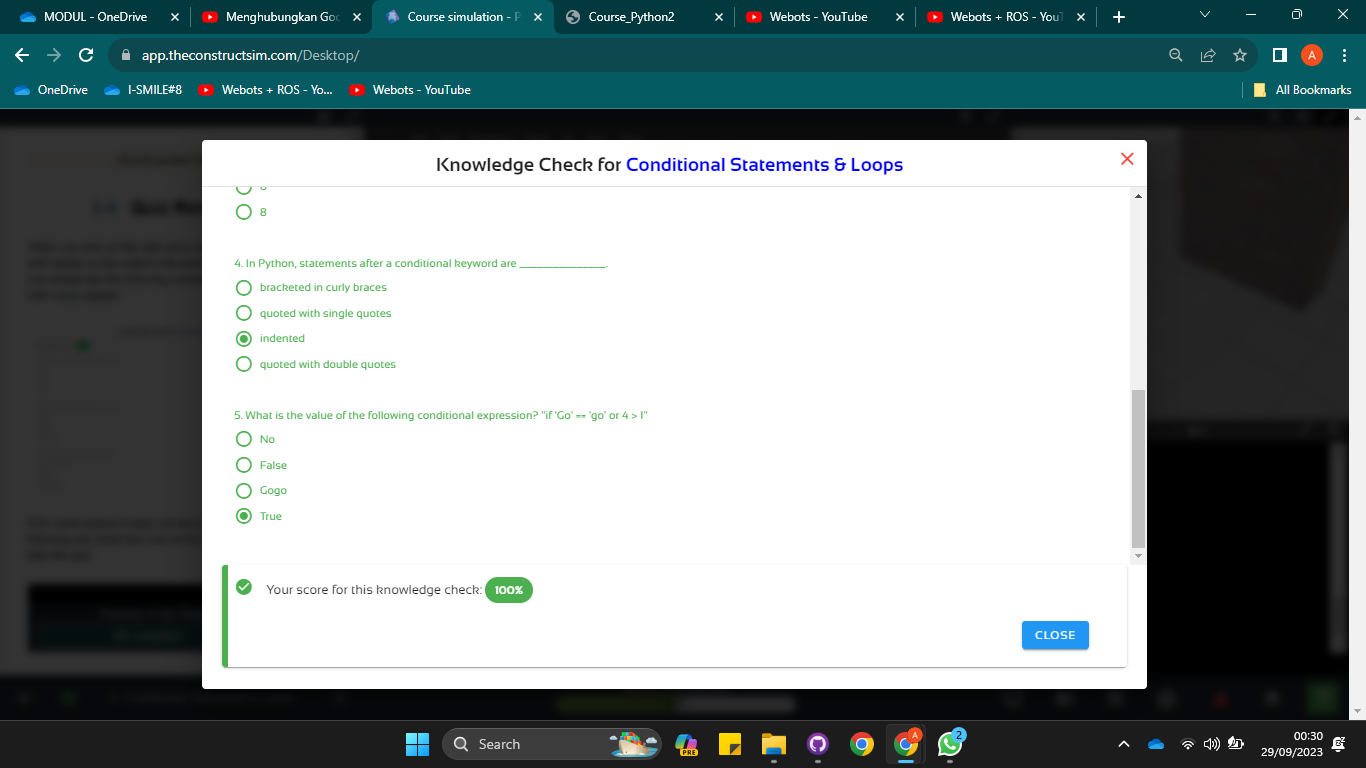 MODUL - OneDrive
Menghubungkan Goo
Course simulation - P
Course_Python2
Webots - YouTube
Webots + ROS - YouT
app.theconstructsim.com/Desktop/
A
OneDrive
I-SMILE#8
Webots + ROS - Yo...
Webots - YouTube
All Bookmarks
Knowledge Check for Conditional Statements & Loops
8
4. In Python, statements after a conditional keyword are _______________.
bracketed in curly braces
quoted with single quotes
indented
quoted with double quotes
5. What is the value of the following conditional expression? "if 'Go' == 'go' or 4 > 1"
No
False
Gogo
True
Your score for this knowledge check: 100%
CLOSE
Search
PRE
A
2
00:30
29/09/2023